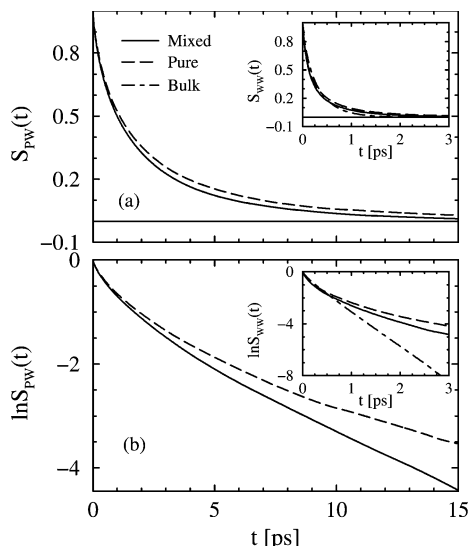 0.8
0.5
0.2
−0.1
S_PW(t)
Mixed
Pure
Bulk
(a)
0.8
0.5
0.2
−0.1
S_WW(t)
0 1 2 3
t [ps]
0
−2
−4
lnS_PW(t)
(b)
0
−4
−8
lnS_WW(t)
0 1 2 3
t [ps]
0 5 10 15
t [ps]